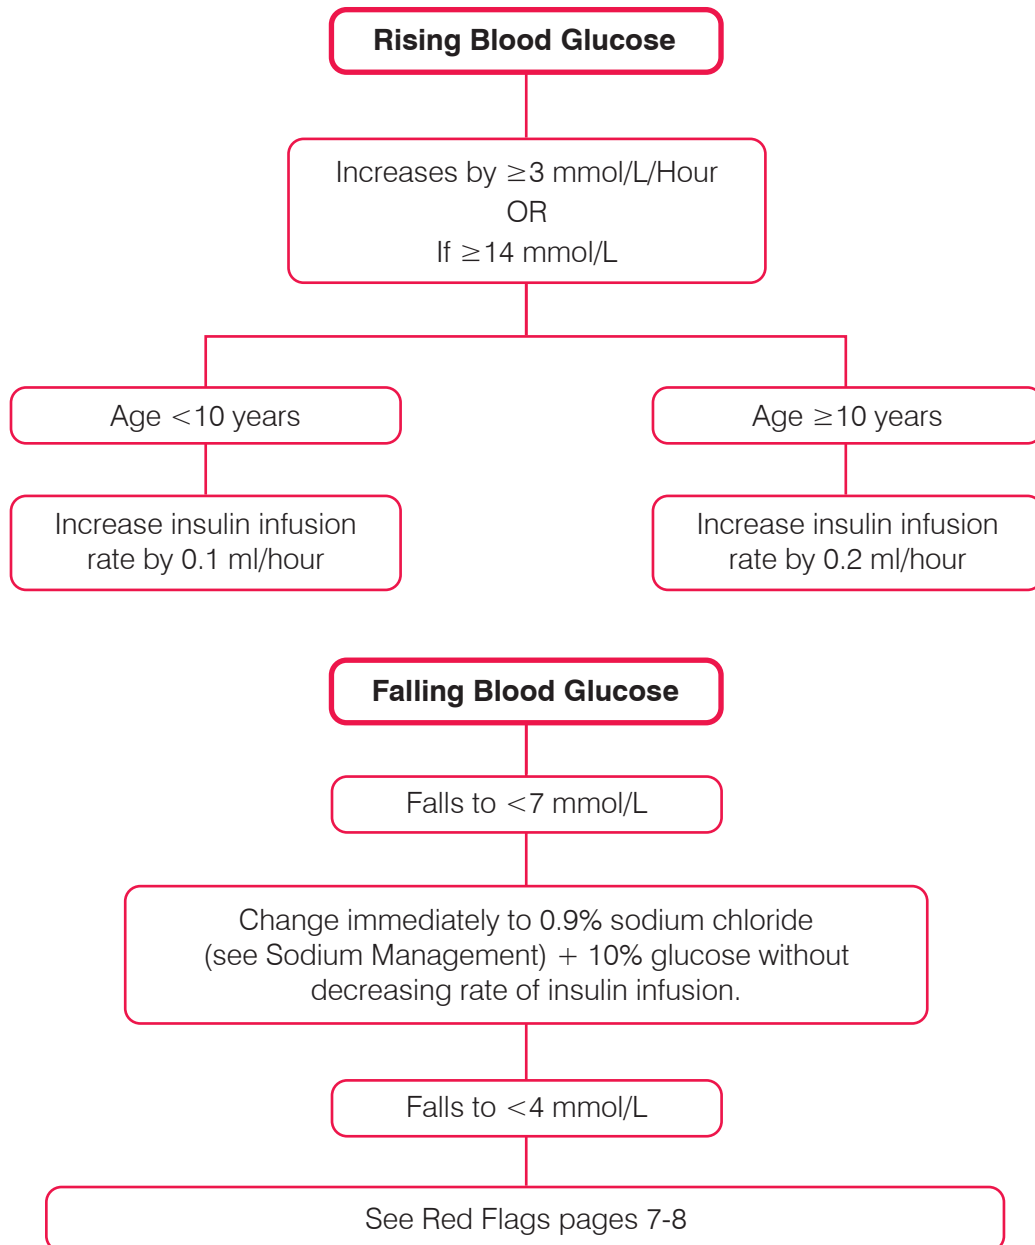 Rising Blood Glucose
Increases by ≥3 mmol/L/Hour
OR
If ≥14 mmol/L
Age <10 years
Age ≥10 years
Increase insulin infusion
rate by 0.1 ml/hour
Increase insulin infusion
rate by 0.2 ml/hour
Falling Blood Glucose
Falls to <7 mmol/L
Change immediately to 0.9% sodium chloride
(see Sodium Management) + 10% glucose without
decreasing rate of insulin infusion.
Falls to <4 mmol/L
See Red Flags pages 7-8